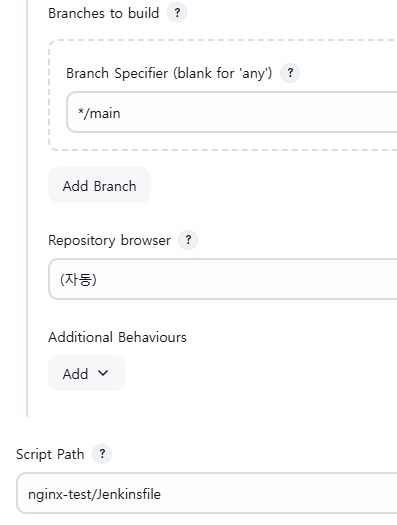 Branches to build ?
Branch Specifier (blank for 'any') ?
*/main
Add Branch
Repository browser ?
(자동)
Additional Behaviours
Add
Script Path ?
nginx-test/Jenkinsfile